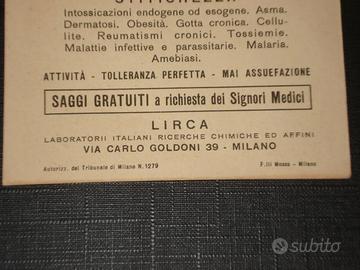 STITICHEZZA
Intossicazioni endogene od esogene. Asma.
Dermatosi. Obesità. Gotta cronica. Cellu-
lite. Reumatismi cronici. Tossiemie.
Malattie infettive e parassitarie. Malaria.
Amebiasi.
ATTIVITÀ - TOLLERANZA PERFETTA - MAI ASSUEFAZIONE
SAGGI GRATUITI a richiesta dei Signori Medici
LIRCA
LABORATORII ITALIANI RICERCHE CHIMICHE ED AFFINI
VIA CARLO GOLDONI 39 - MILANO
Autorizz. del Tribunale di Milano N. 1279
F.lli Mosso - Milano
subito